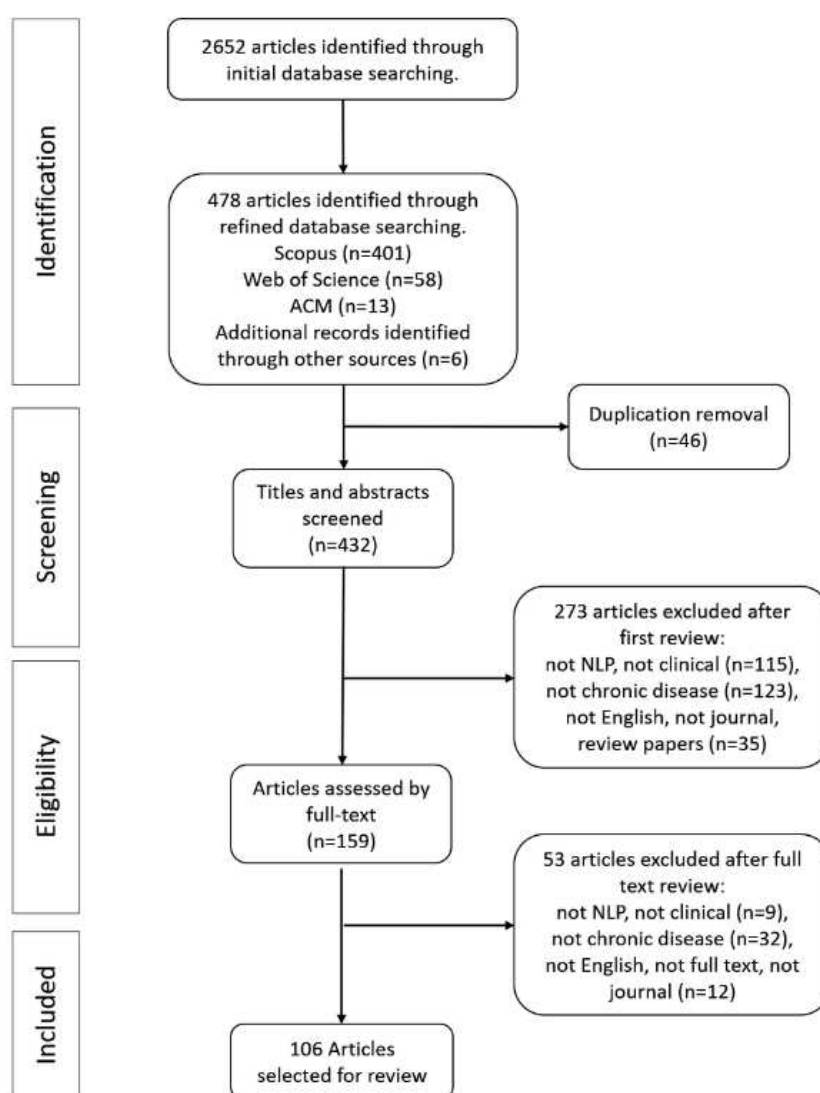 Identification
2652 articles identified through
initial database searching.
478 articles identified through
refined database searching.
Scopus (n=401)
Web of Science (n=58)
ACM (n=13)
Additional records identified
through other sources (n=6)
Screening
Duplication removal
(n=46)
Titles and abstracts
screened
(n=432)
273 articles excluded after
first review:
not NLP, not clinical (n=115),
not chronic disease (n=123),
not English, not journal,
review papers (n=35)
Eligibility
Articles assessed by
full-text
(n=159)
53 articles excluded after full
text review:
not NLP, not clinical (n=9),
not chronic disease (n=32),
not English, not full text, not
journal (n=12)
Included
106 Articles
selected for review